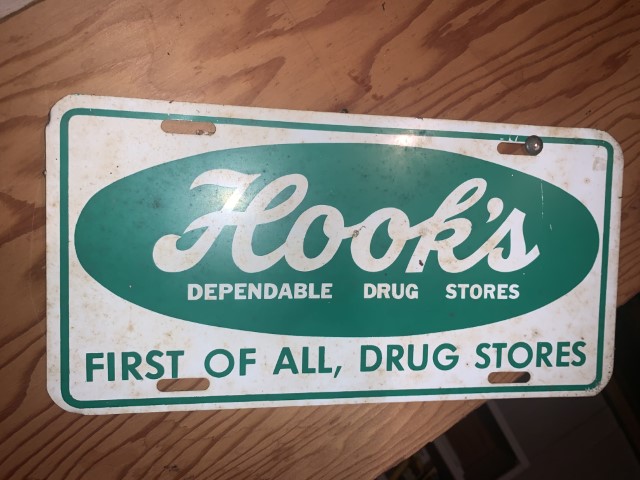 Hook's
DEPENDABLE DRUG STORES
FIRST OF ALL, DRUG STORES